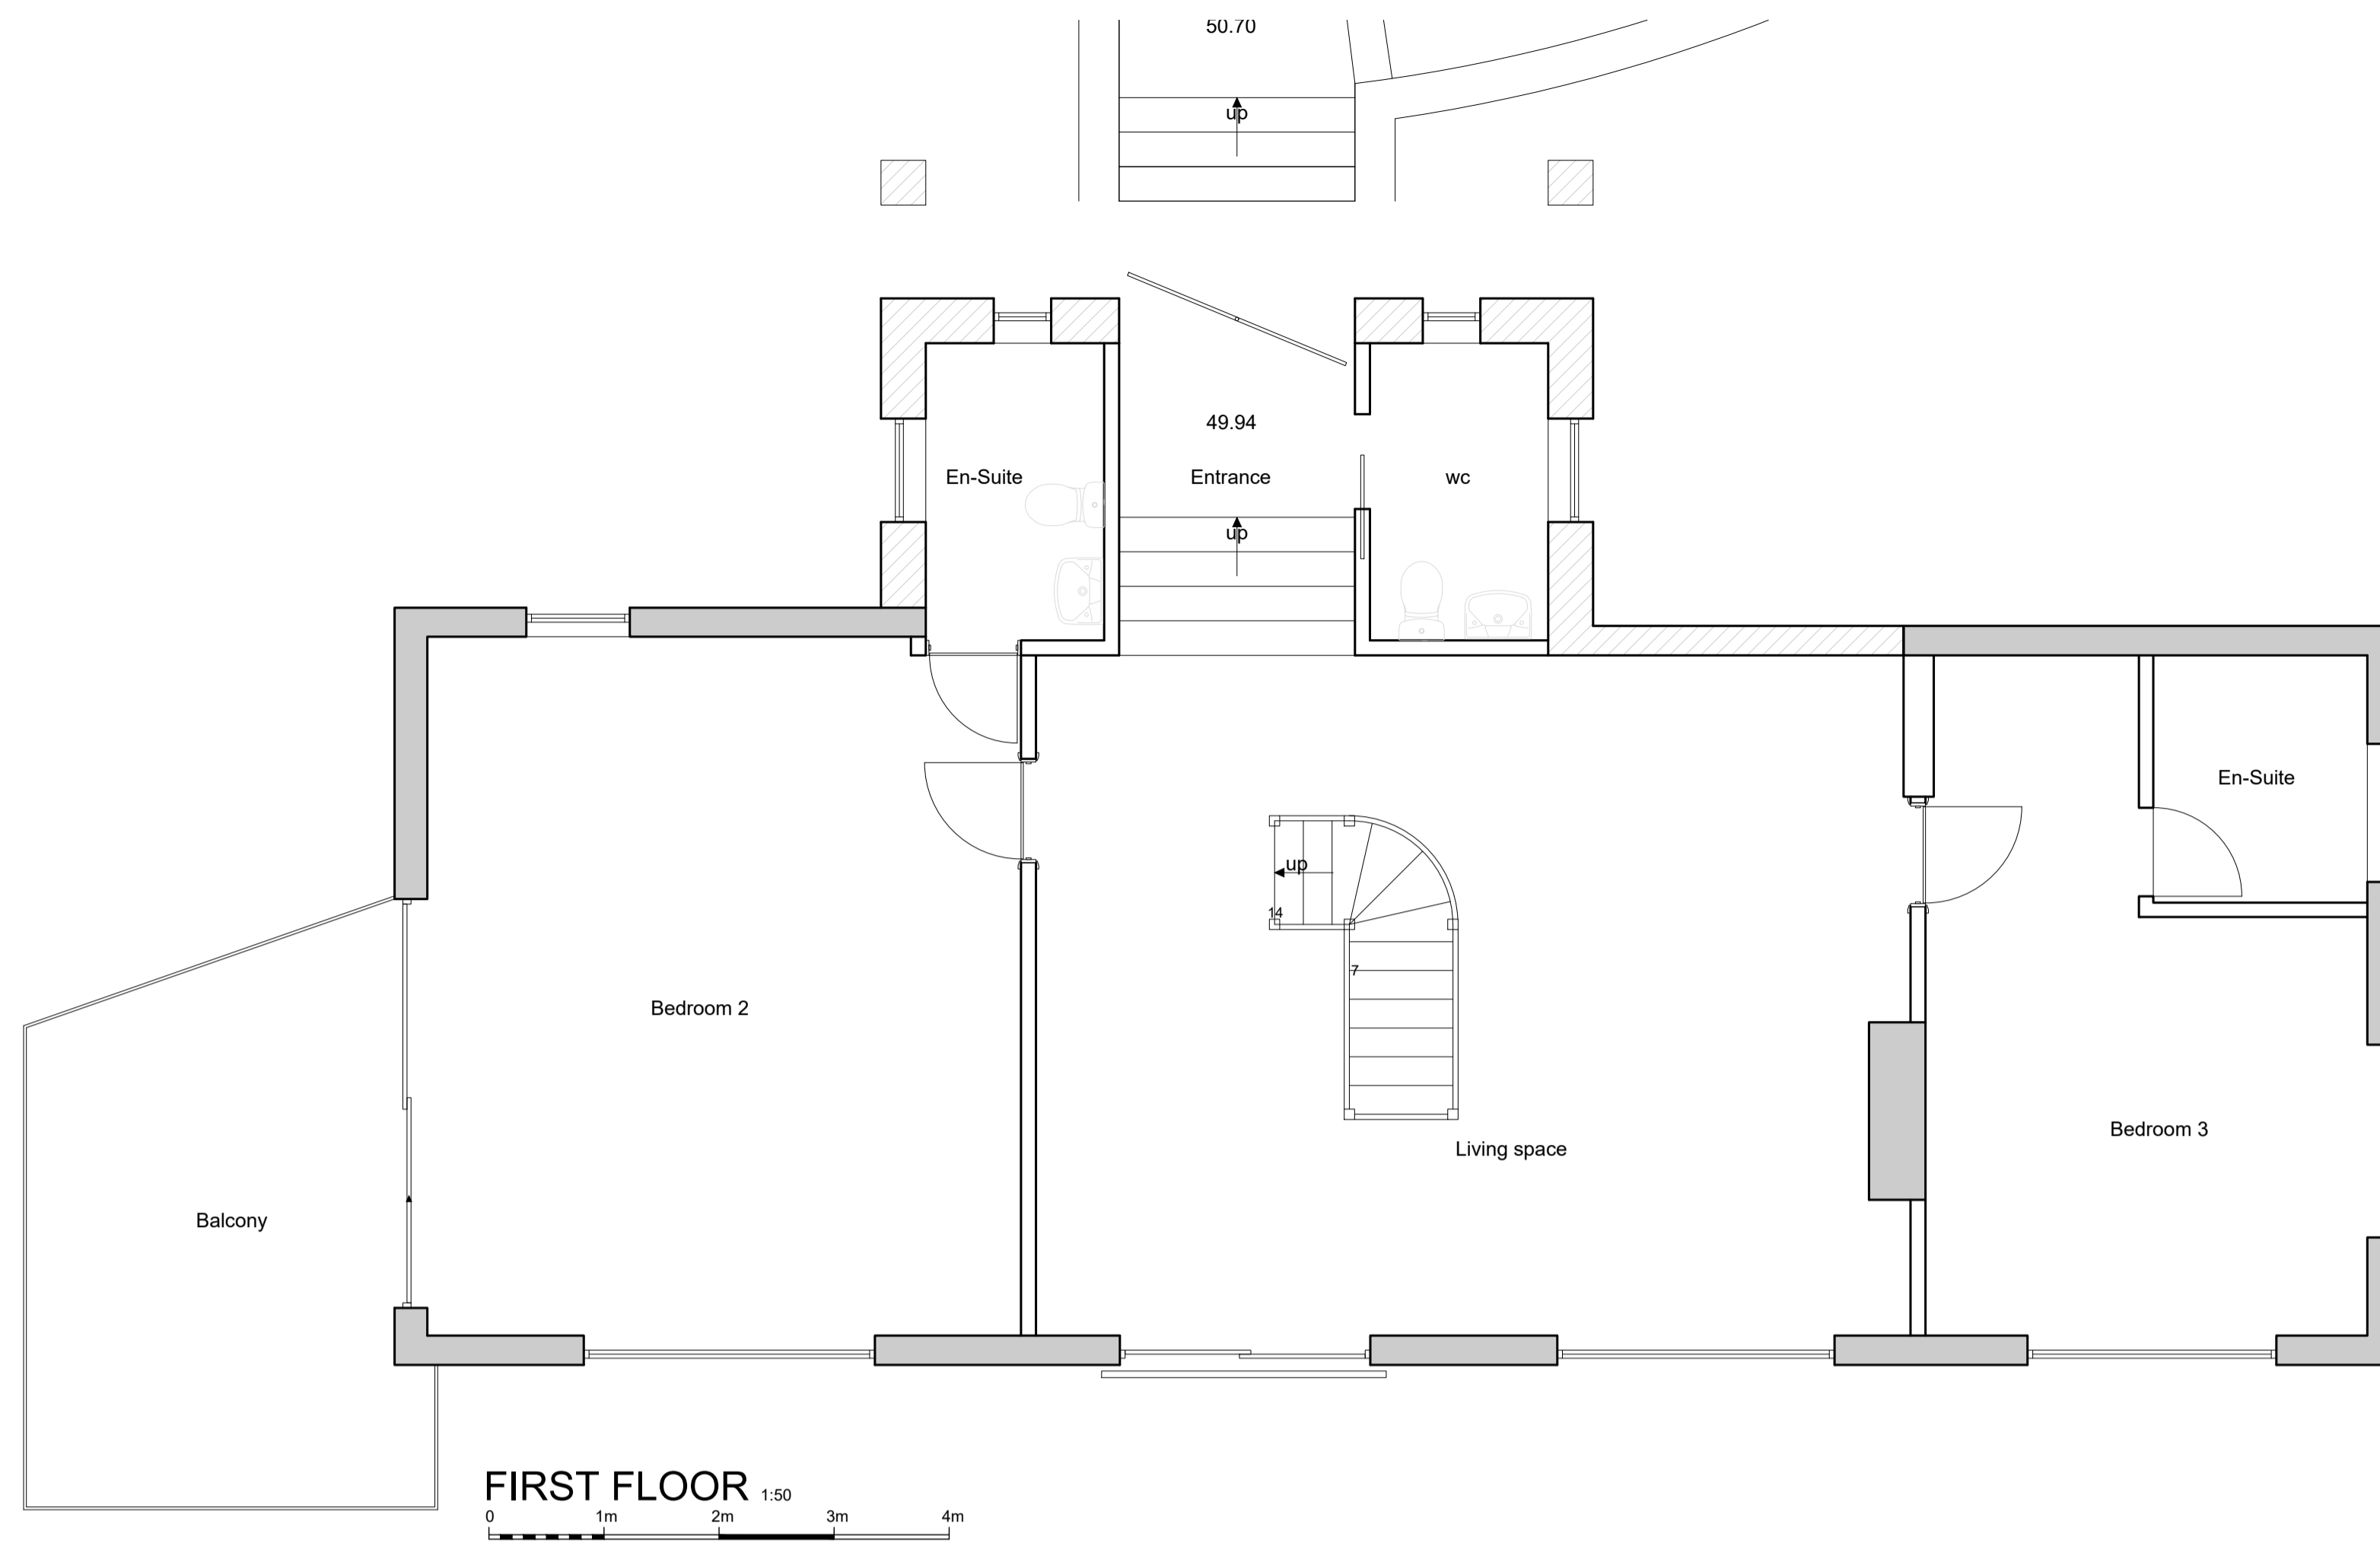 50.70
up
49.94
En-Suite
Entrance
wc
up
En-Suite
up
14
7
Bedroom 2
Bedroom 3
Living space
Balcony
FIRST FLOOR 1:50
0 1m 2m 3m 4m